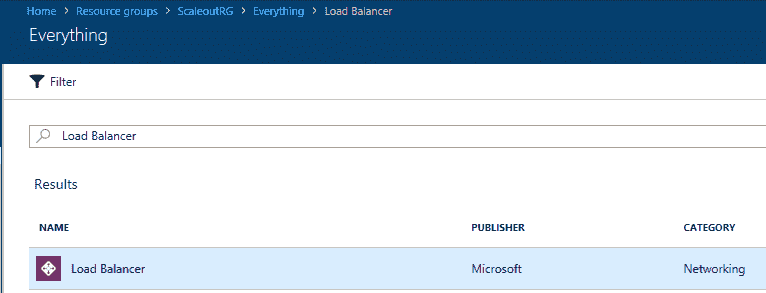 Home > Resource groups > ScaleoutRG > Everything > Load Balancer
Everything
Filter
Load Balancer
Results
NAME PUBLISHER CATEGORY
Load Balancer Microsoft Networking